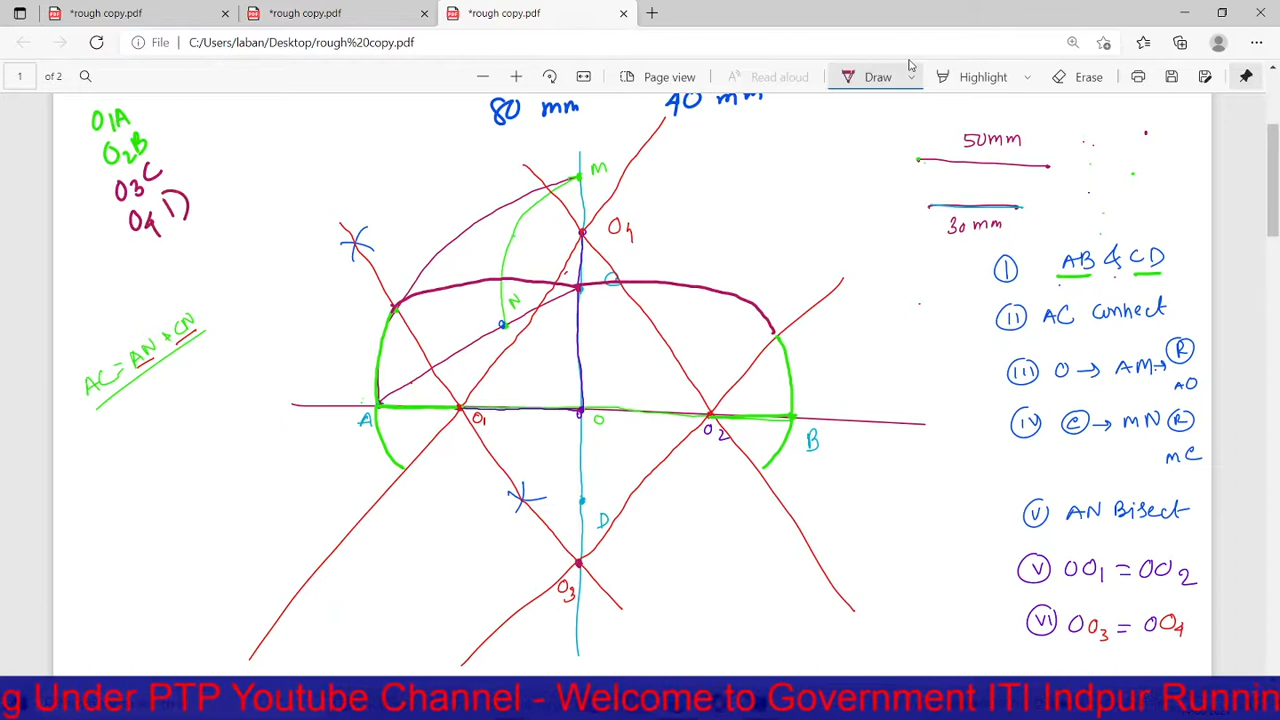 *rough copy.pdf
*rough copy.pdf
*rough copy.pdf
File
C:/Users/laban/Desktop/rough%20copy.pdf
1 of 2
Page view
Read aloud
Draw
Highlight
Erase
80 mm
40 mm
O1A
O2B
O3C
O4D
50mm
30 mm
M
O4
C
N
AC = AN + CN
A
O1
O
O2
B
D
O3
I AB & CD
II AC Connect
III O → AM → R
AO
IV C → MN R
MC
V AN Bisect
V OO1 = OO2
VI OO3 = OO4
g Under PTP Youtube Channel - Welcome to Government ITI Indpur Runnin